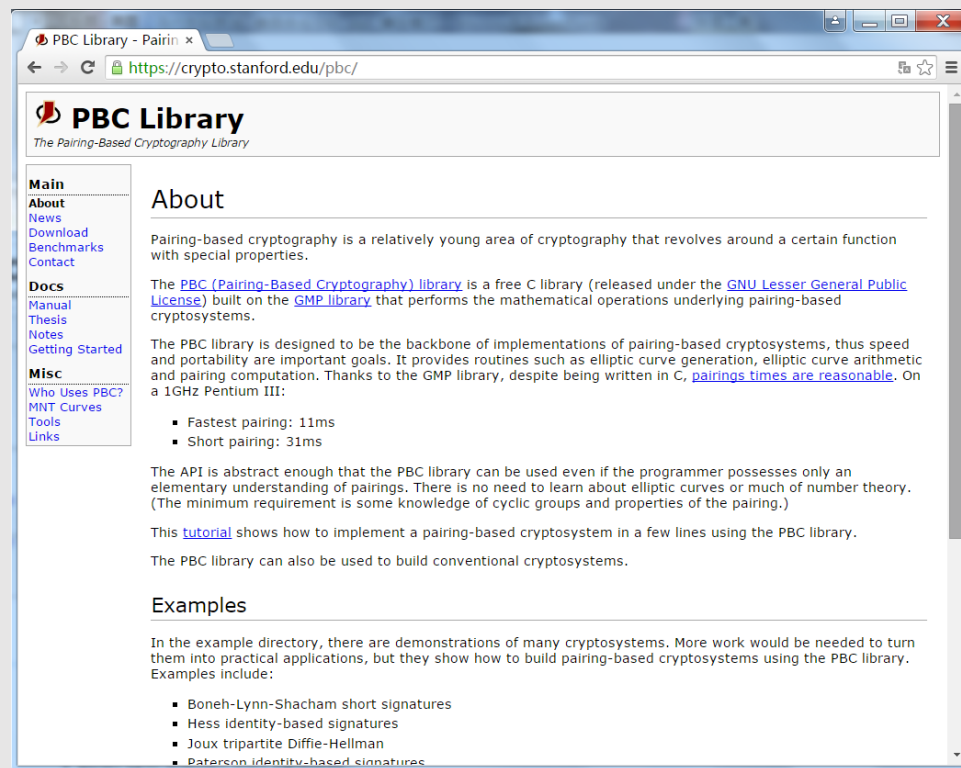 PBC Library - Pairin
https://crypto.stanford.edu/pbc/
PBC Library
The Pairing-Based Cryptography Library
Main
About
News
Download
Benchmarks
Contact
Docs
Manual
Thesis
Notes
Getting Started
Misc
Who Uses PBC?
MNT Curves
Tools
Links
About
Pairing-based cryptography is a relatively young area of cryptography that revolves around a certain function
with special properties.
The PBC (Pairing-Based Cryptography) library is a free C library (released under the GNU Lesser General Public
License) built on the GMP library that performs the mathematical operations underlying pairing-based
cryptosystems.
The PBC library is designed to be the backbone of implementations of pairing-based cryptosystems, thus speed
and portability are important goals. It provides routines such as elliptic curve generation, elliptic curve arithmetic
and pairing computation. Thanks to the GMP library, despite being written in C, pairings times are reasonable. On
a 1GHz Pentium III:
▪ Fastest pairing: 11ms
▪ Short pairing: 31ms
The API is abstract enough that the PBC library can be used even if the programmer possesses only an
elementary understanding of pairings. There is no need to learn about elliptic curves or much of number theory.
(The minimum requirement is some knowledge of cyclic groups and properties of the pairing.)
This tutorial shows how to implement a pairing-based cryptosystem in a few lines using the PBC library.
The PBC library can also be used to build conventional cryptosystems.
Examples
In the example directory, there are demonstrations of many cryptosystems. More work would be needed to turn
them into practical applications, but they show how to build pairing-based cryptosystems using the PBC library.
Examples include:
▪ Boneh-Lynn-Shacham short signatures
▪ Hess identity-based signatures
▪ Joux tripartite Diffie-Hellman
▪ Paterson identity-based signatures